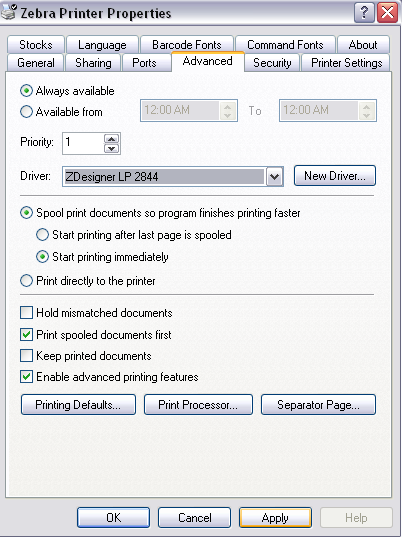 Zebra Printer Properties
Stocks Language Barcode Fonts Command Fonts About
General Sharing Ports Advanced Security Printer Settings
Always available
Available from 12:00 AM To 12:00 AM
Priority: 1
Driver: ZDesigner LP 2844 New Driver...
Spool print documents so program finishes printing faster
Start printing after last page is spooled
Start printing immediately
Print directly to the printer
Hold mismatched documents
Print spooled documents first
Keep printed documents
Enable advanced printing features
Printing Defaults... Print Processor... Separator Page...
OK Cancel Apply Help